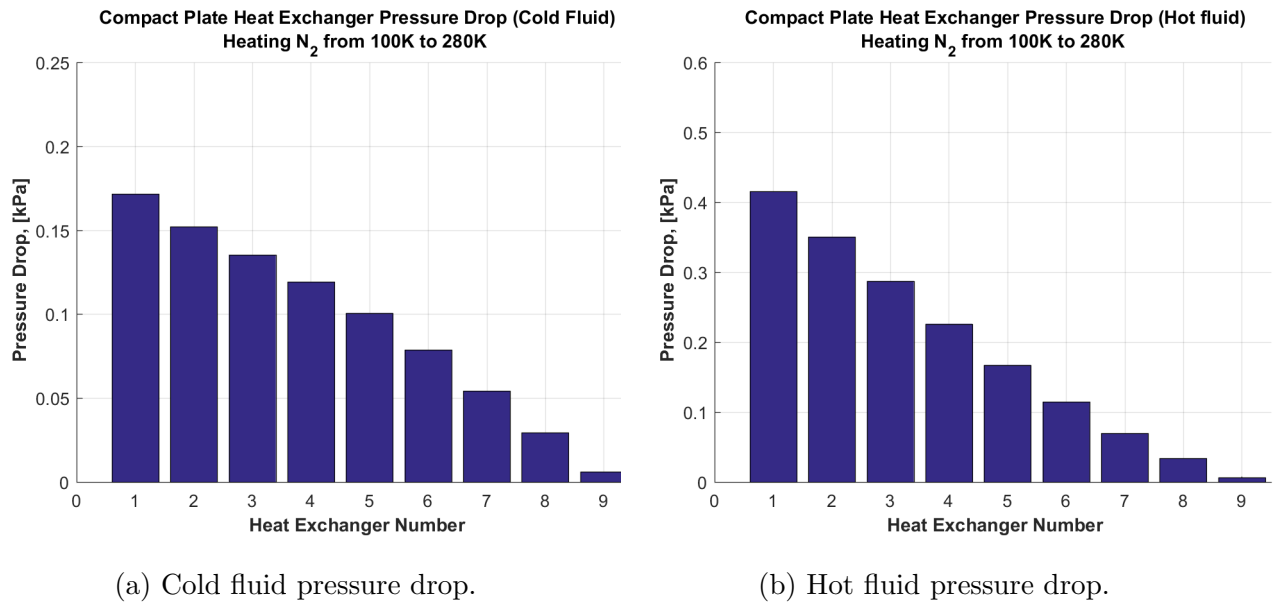 Compact Plate Heat Exchanger Pressure Drop (Cold Fluid)
Heating N₂ from 100K to 280K
0.25
0.2
0.15
0.1
0.05
0
Pressure Drop, [kPa]
0 1 2 3 4 5 6 7 8 9
Heat Exchanger Number
(a) Cold fluid pressure drop.
Compact Plate Heat Exchanger Pressure Drop (Hot fluid)
Heating N₂ from 100K to 280K
0.6
0.5
0.4
0.3
0.2
0.1
0
Pressure Drop, [kPa]
0 1 2 3 4 5 6 7 8 9
Heat Exchanger Number
(b) Hot fluid pressure drop.